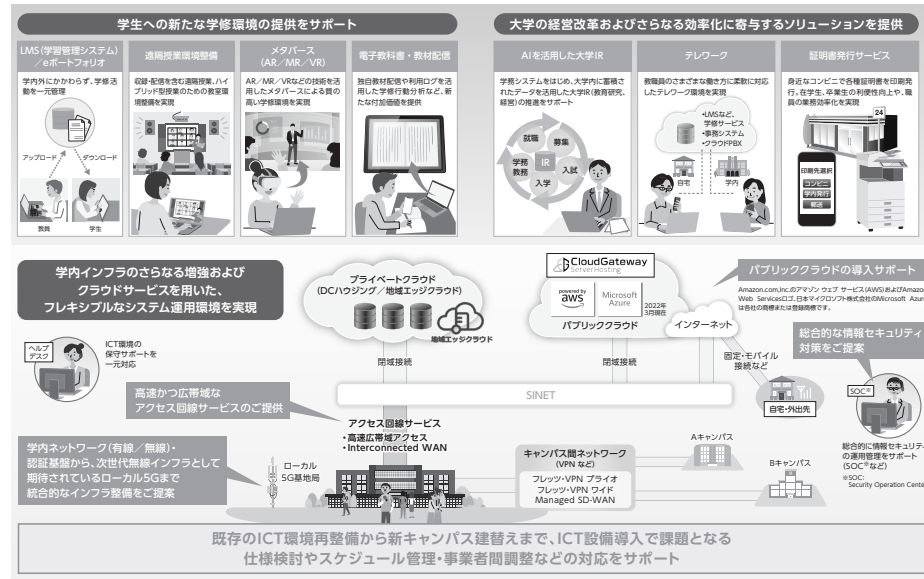 学生への新たな学修環境の提供をサポート
LMS(学習管理システム)
/eポートフォリオ
学内外にかかわらず、学修活
動を一元管理
アップロード
ダウンロード
教員
学生
遠隔授業環境整備
収録・配信を含む遠隔授業、ハイ
ブリッド型授業のための教室環
境整備を実現
メタバース
(AR/MR/VR)
AR/MR/VRなどの技術を活
用したメタバースによる質の
高い学修環境を実現
電子教科書・教材配信
独自教材配信や利用ログを活
用した学修行動分析など、新
たな付加価値を提供
大学の経営改革およびさらなる効率化に寄与するソリューションを提供
AIを活用した大学IR
学務システムをはじめ、大学内に蓄積さ
れたデータを活用した大学IR(教育研究、
経営)の推進をサポート
就職
募集
学務
教務
IR
入試
入学
テレワーク
教職員のさまざまな働き方に柔軟に対応
したテレワーク環境を実現
・LMSなど、
学修サービス
・事務システム
・クラウドPBX
自宅
学内
証明書発行サービス
身近なコンビニで各種証明書を印刷発
行。在学生、卒業生の利便性向上や、職
員の業務効率化を実現
24
印刷先選択
コンビニ
学内発行
郵送
学内インフラのさらなる増強および
クラウドサービスを用いた、
フレキシブルなシステム運用環境を実現
ヘルプ
デスク
ICT環境の
保守サポートを
一元対応
プライベートクラウド
(DCハウジング/地域エッジクラウド)
地域エッジクラウド
CloudGateway
ServerHosting
powered by
aws
Microsoft
Azure
2022年
3月現在
パブリッククラウド
インターネット
パブリッククラウドの導入サポート
Amazon.com,Inc.のアマゾン ウェブ サービス(AWS)およびAmazon
Web Servicesロゴ、日本マイクロソフト株式会社のMicrosoft Azure
は各社の商標または登録商標です。
閉域接続
閉域接続
固定・モバイル
接続など
総合的な情報セキュリティ
対策をご提案
SOC※
総合的に情報セキュリティ
の運用管理をサポート
(SOC※など)
※SOC:
Security Operation Center
自宅・外出先
SINET
高速かつ広帯域な
アクセス回線サービスのご提供
アクセス回線サービス
・高速広帯域アクセス
・Interconnected WAN
学内ネットワーク(有線/無線)・
認証基盤から、次世代無線インフラとして
期待されているローカル5Gまで
統合的なインフラ整備をご提案
ローカル
5G基地局
キャンパス間ネットワーク
(VPN など)
フレッツ・VPN プライオ
フレッツ・VPN ワイド
Managed SD-WAN
Aキャンパス
Bキャンパス
既存のICT環境再整備から新キャンパス建替えまで、ICT設備導入で課題となる
仕様検討やスケジュール管理・事業者間調整などの対応をサポート